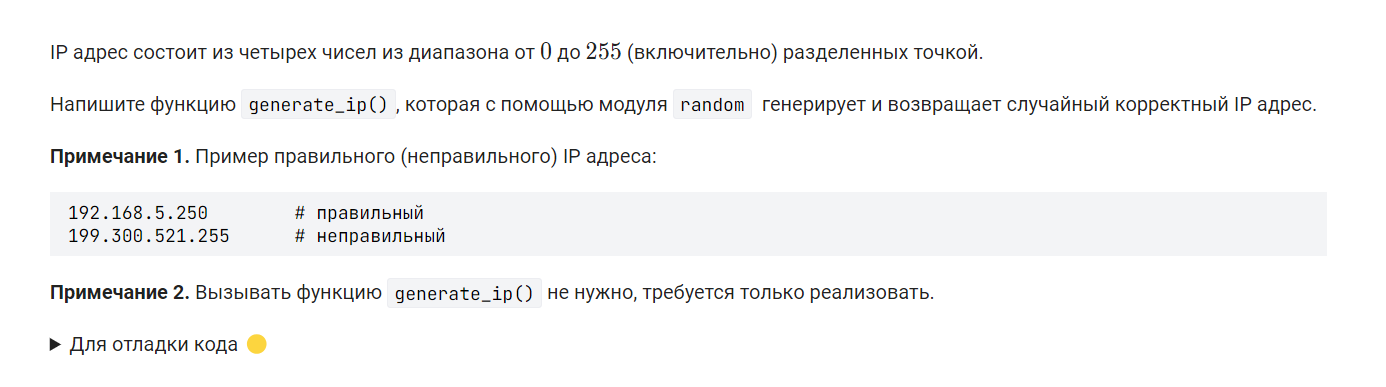 IP адрес состоит из четырех чисел из диапазона от 0 до 255 (включительно) разделенных точкой.
Напишите функцию generate_ip(), которая с помощью модуля random генерирует и возвращает случайный корректный IP адрес.
Примечание 1. Пример правильного (неправильного) IP адреса:
192.168.5.250 # правильный
199.300.521.255 # неправильный
Примечание 2. Вызывать функцию generate_ip() не нужно, требуется только реализовать.
Для отладки кода